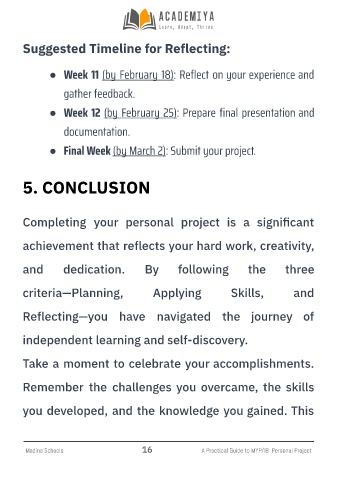 ACADEMIYA
Learn, Adapt, Thrive
Suggested Timeline for Reflecting:
● Week 11 (by February 18): Reflect on your experience and
gather feedback.
● Week 12 (by February 25): Prepare final presentation and
documentation.
● Final Week (by March 2): Submit your project.
5. CONCLUSION
Completing your personal project is a significant
achievement that reflects your hard work, creativity,
and dedication. By following the three
criteria—Planning, Applying Skills, and
Reflecting—you have navigated the journey of
independent learning and self-discovery.
Take a moment to celebrate your accomplishments.
Remember the challenges you overcame, the skills
you developed, and the knowledge you gained. This
Madina Schools 16 A Practical Guide to MYP/IB Personal Project